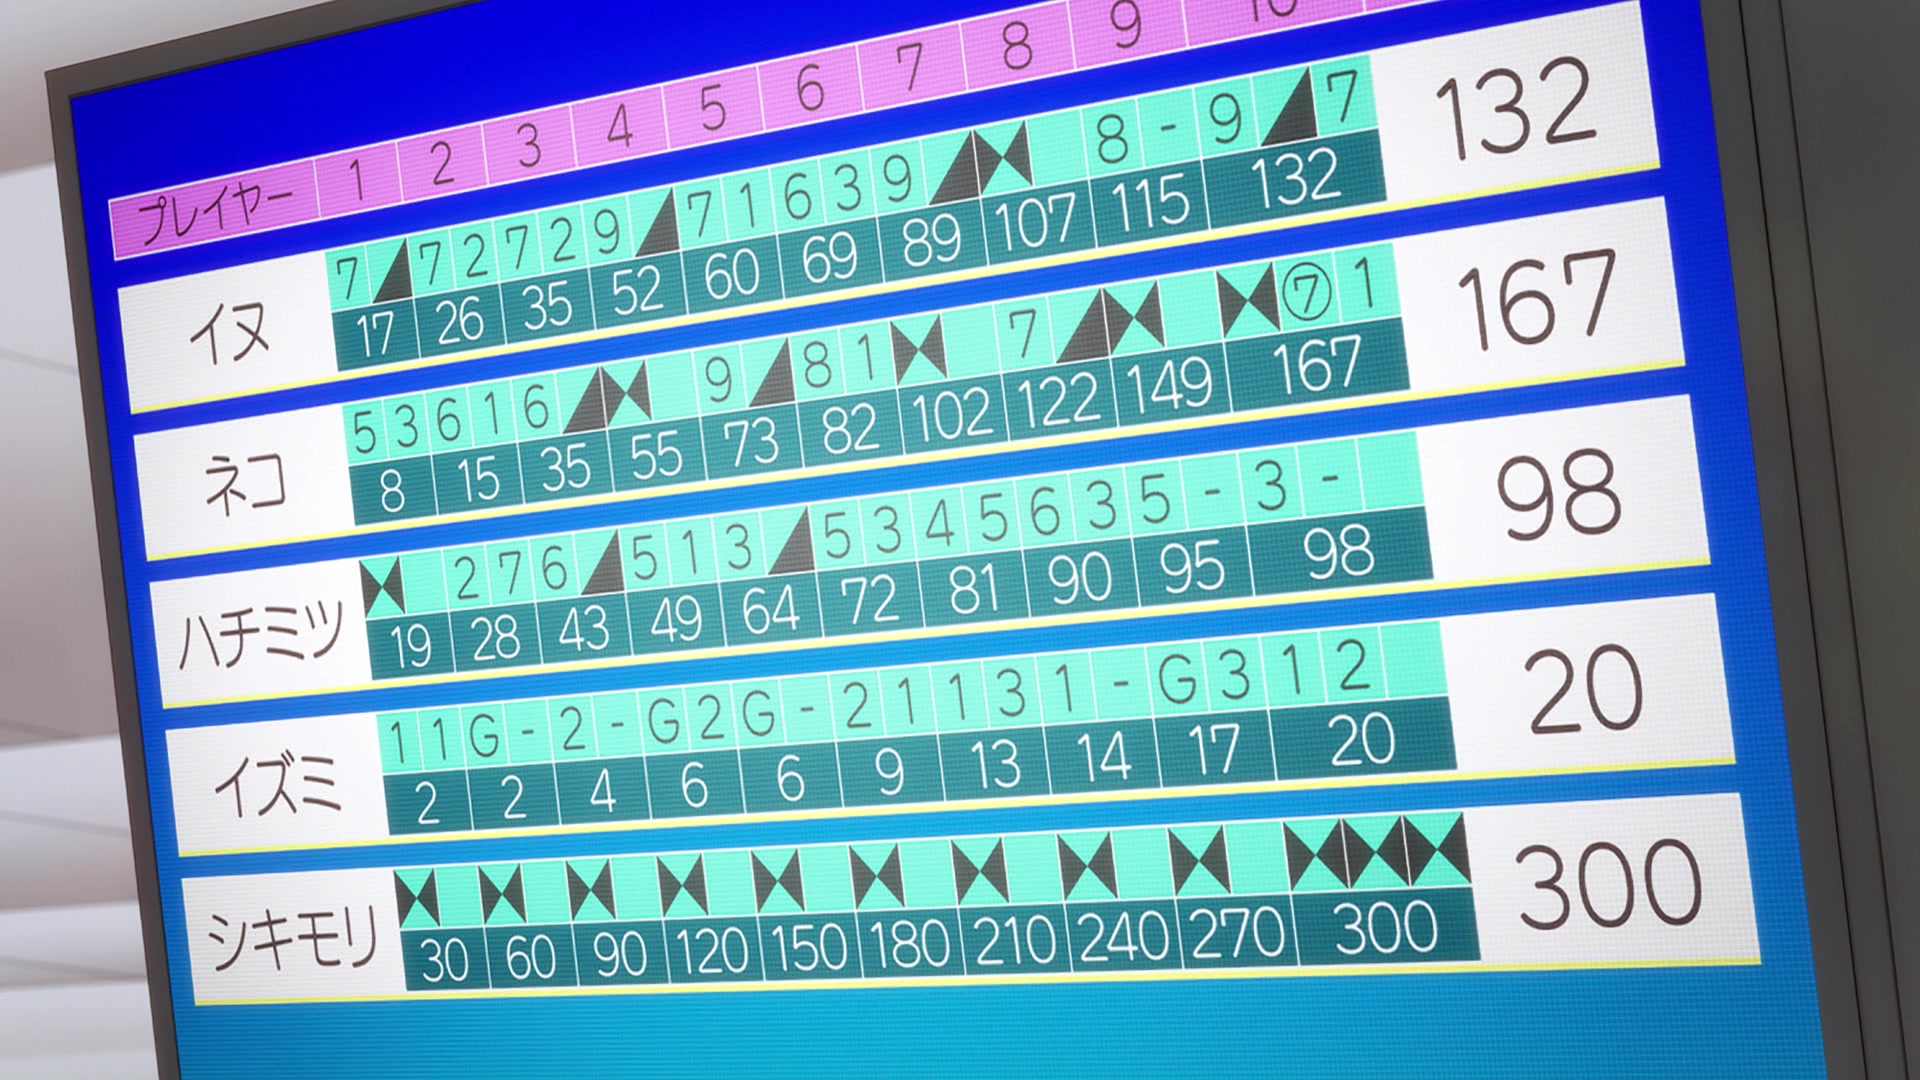 プレイヤー 1 2 3 4 5 6 7 8 9 10
イヌ 7 7 2 7 2 9 7 1 6 3 9 8 - 9 7 132
17 26 35 52 60 69 89 107 115 132
ネコ 5 3 6 1 6 9 8 1 7 ⑦ 1 167
8 15 35 55 73 82 102 122 149 167
ハチミツ 2 7 6 5 1 3 5 3 4 5 6 3 5 - 3 - 98
19 28 43 49 64 72 81 90 95 98
イズミ 1 1 G - 2 - G 2 G - 2 1 1 3 1 - G 3 1 2 20
2 2 4 6 6 9 13 14 17 20
シキモリ 300
30 60 90 120 150 180 210 240 270 300